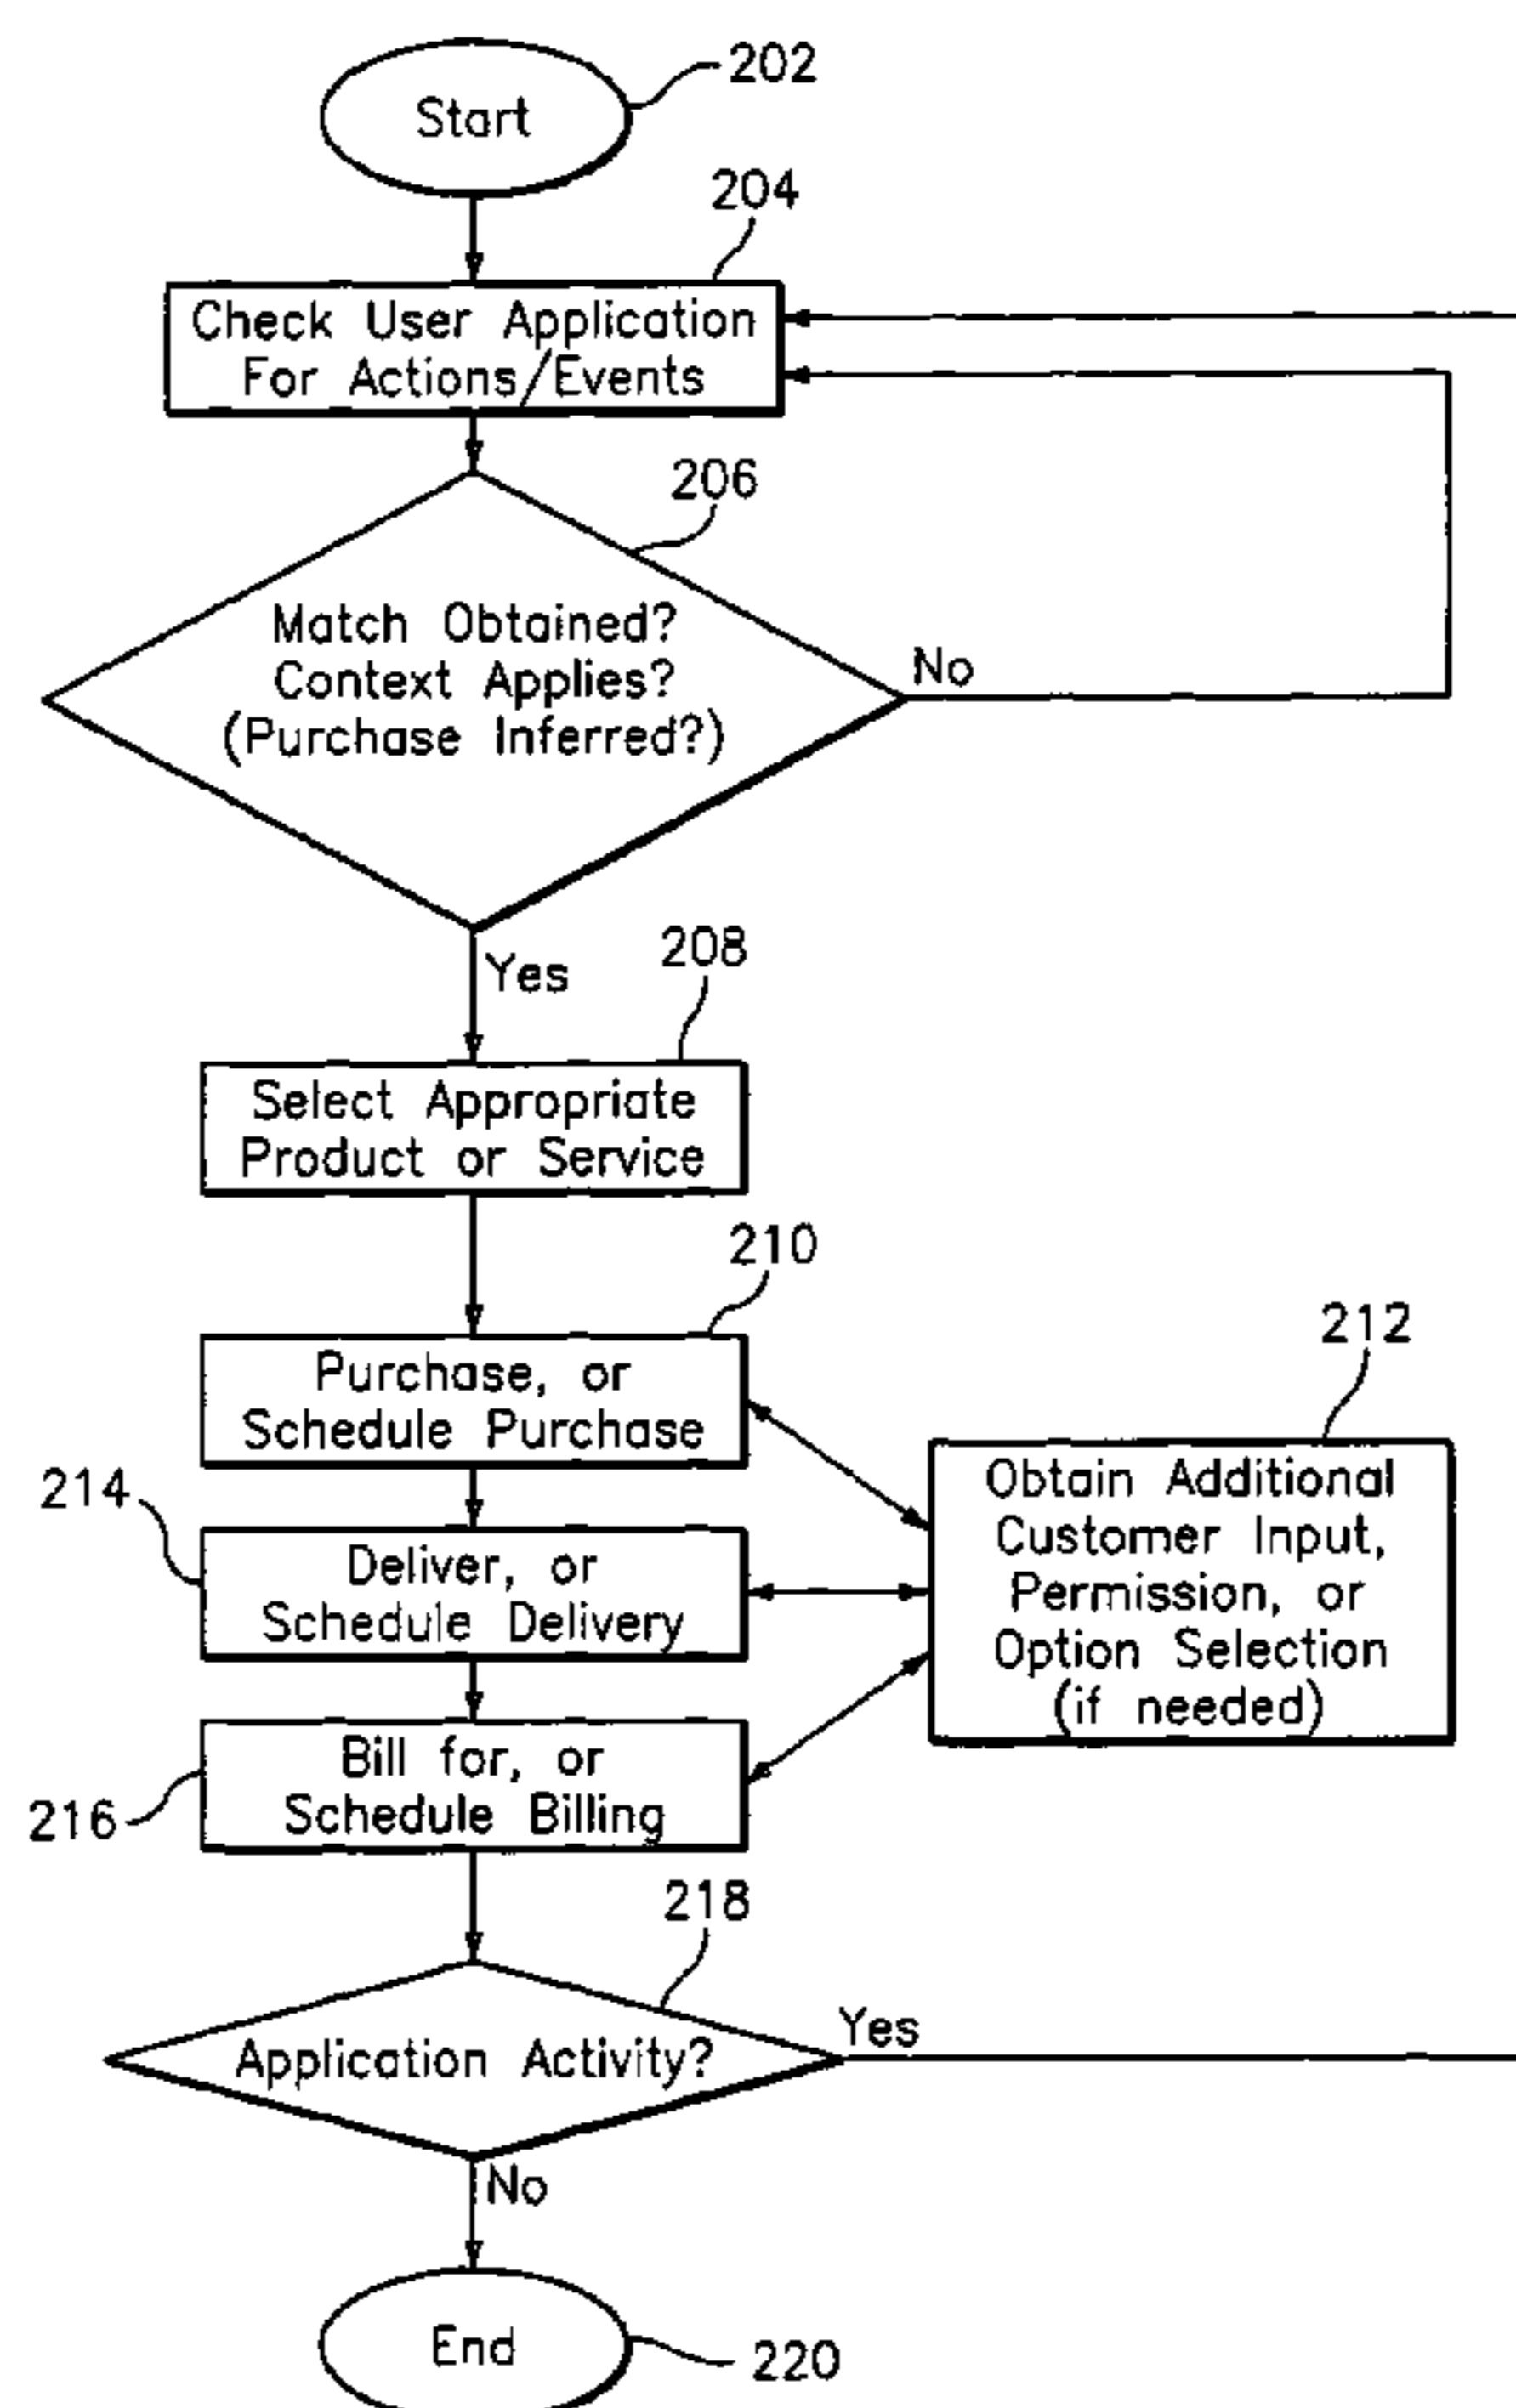 202
Start
204
Check User Application
For Actions/Events
206
Match Obtained?
Context Applies?
(Purchase Inferred?)
No
Yes
208
Select Appropriate
Product or Service
210
Purchase, or
Schedule Purchase
212
Obtain Additional
Customer Input,
Permission, or
Option Selection
(if needed)
214
Deliver, or
Schedule Delivery
216
Bill for, or
Schedule Billing
218
Application Activity?
Yes
No
End
220